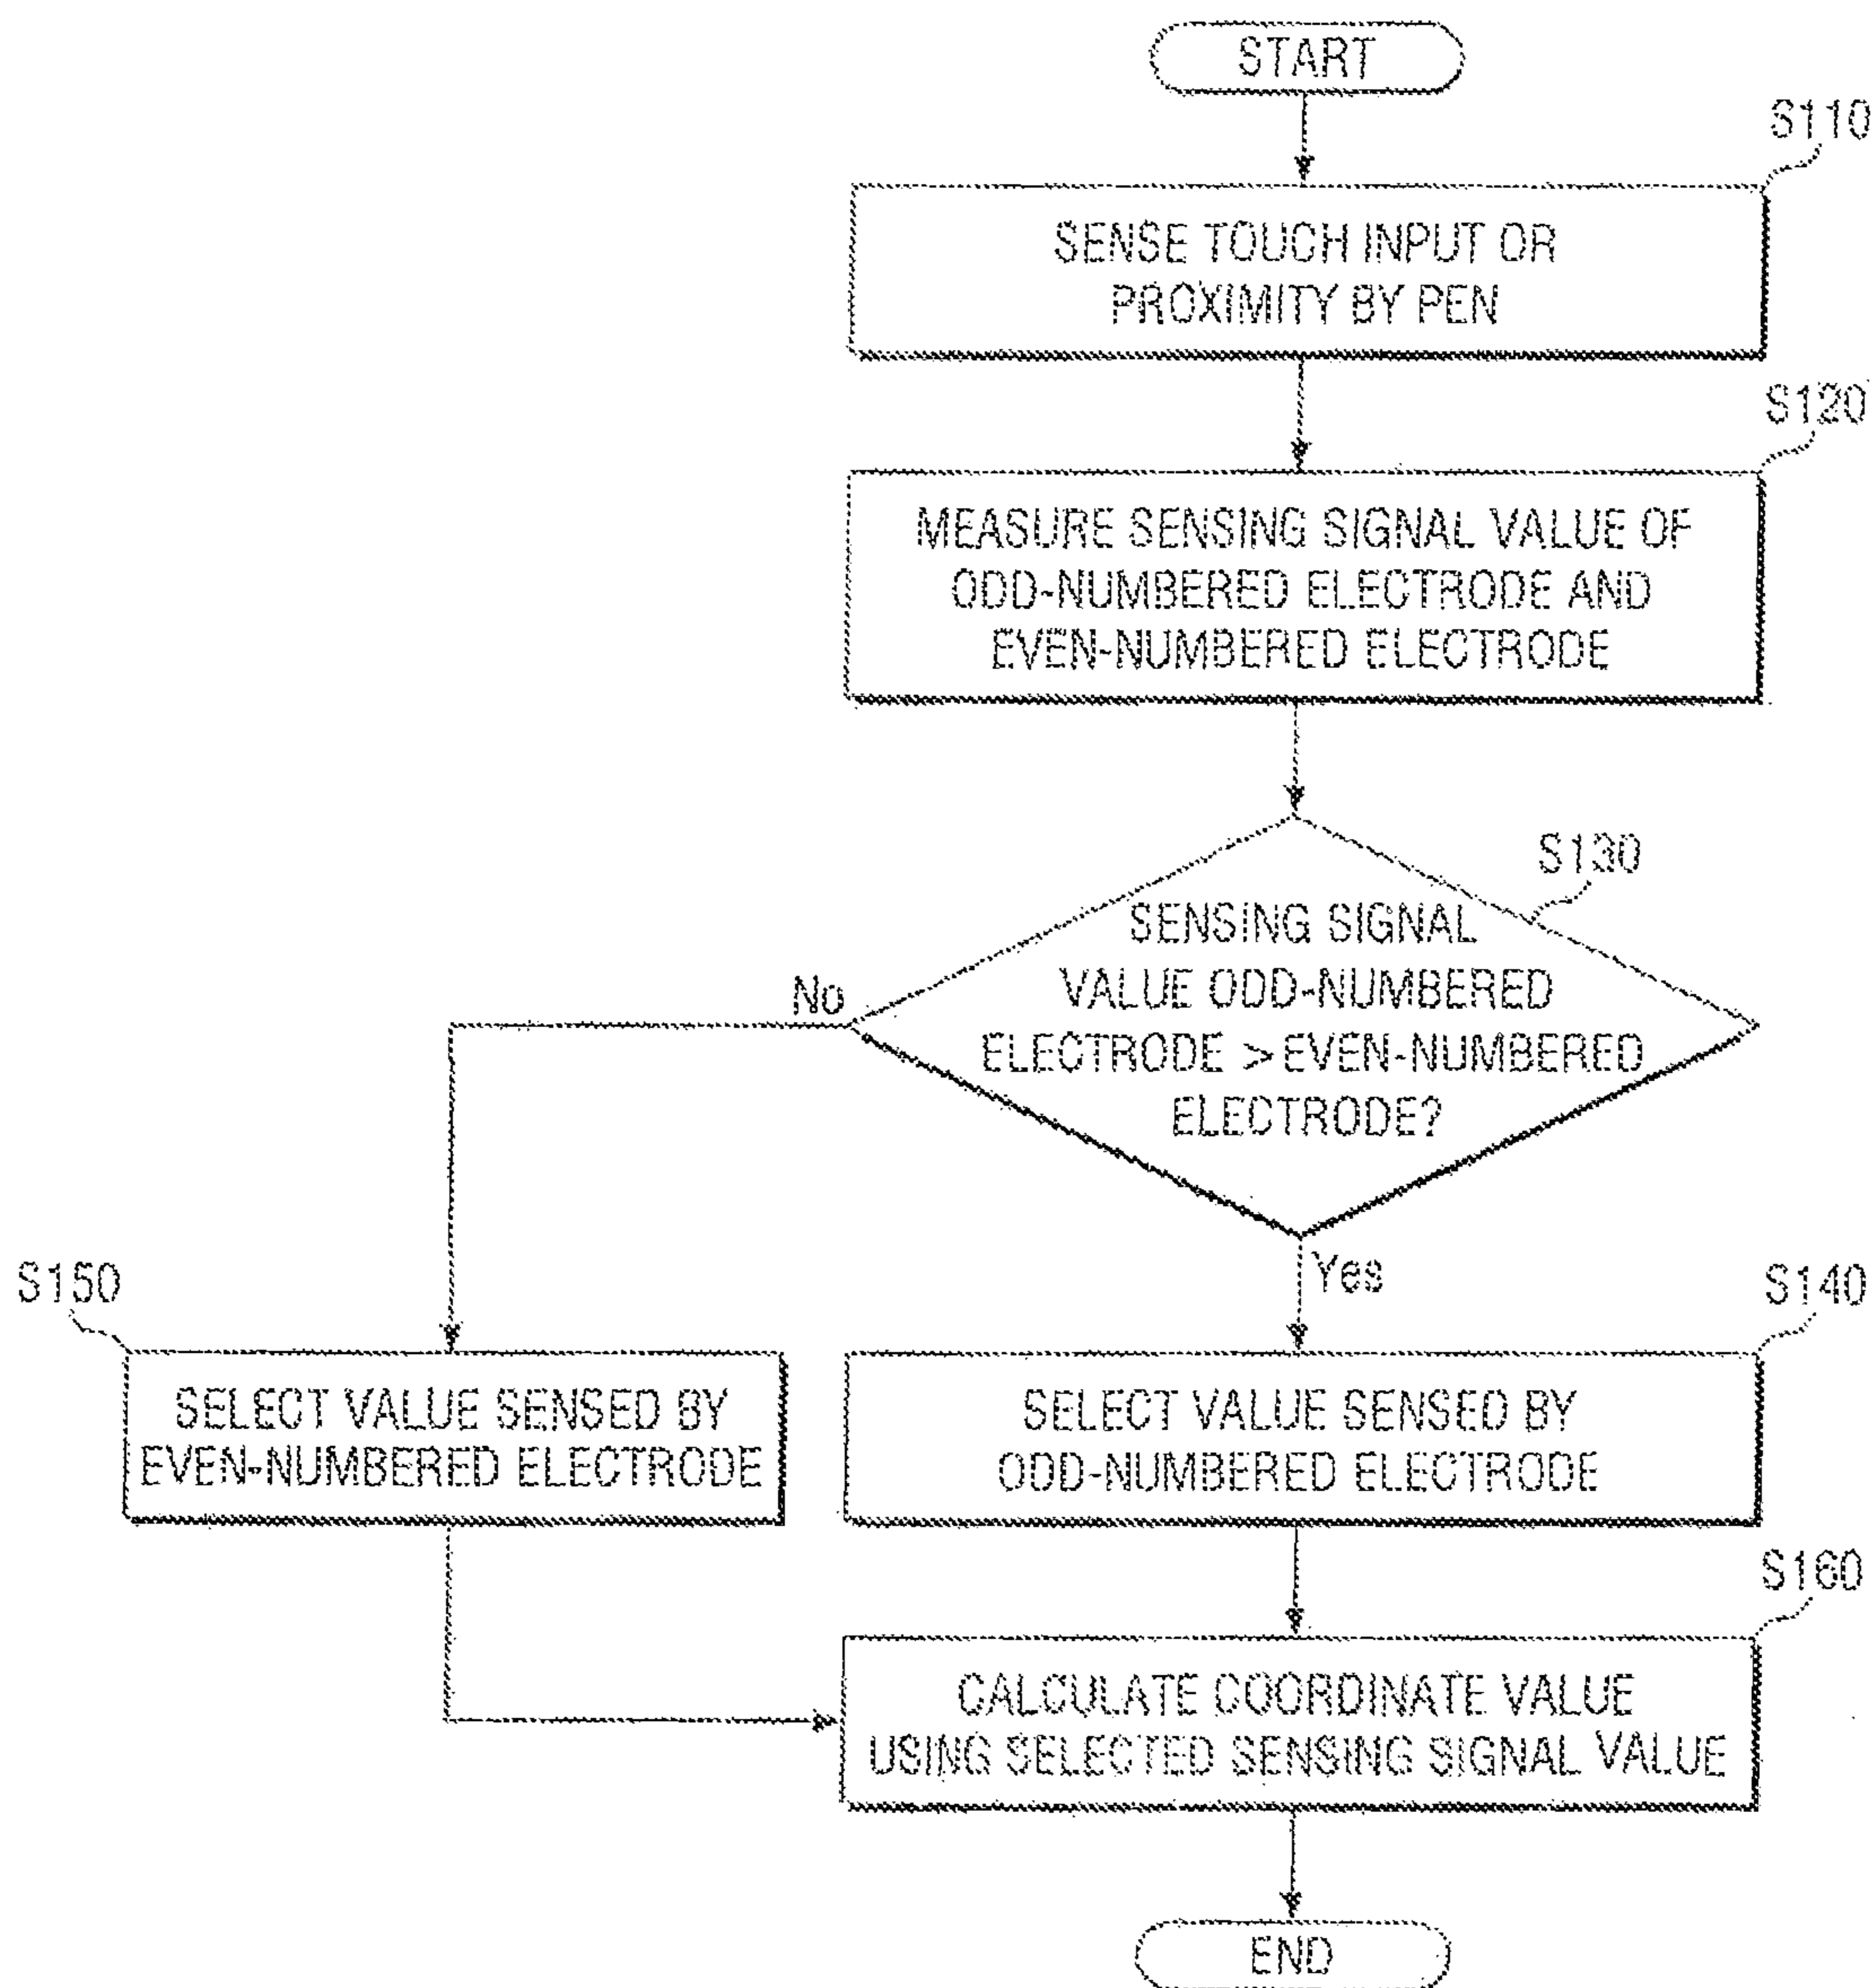 START
S110
SENSE TOUCH INPUT OR
PROXIMITY BY PEN
S120
MEASURE SENSING SIGNAL VALUE OF
ODD-NUMBERED ELECTRODE AND
EVEN-NUMBERED ELECTRODE
S130
SENSING SIGNAL
VALUE ODD-NUMBERED
ELECTRODE > EVEN-NUMBERED
ELECTRODE?
No
Yes
S150
SELECT VALUE SENSED BY
EVEN-NUMBERED ELECTRODE
S140
SELECT VALUE SENSED BY
ODD-NUMBERED ELECTRODE
S160
CALCULATE COORDINATE VALUE
USING SELECTED SENSING SIGNAL VALUE
END